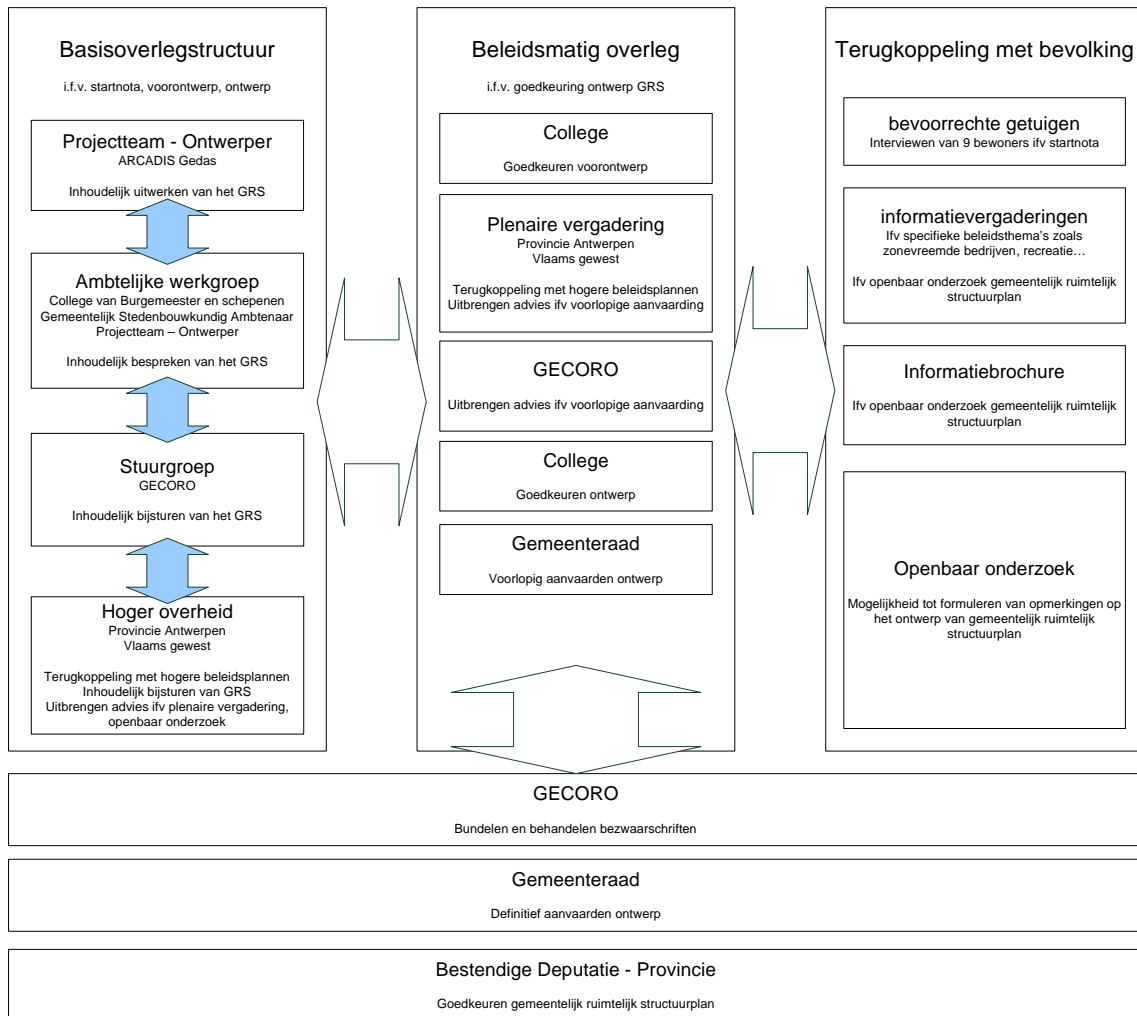 Basisoverlegstructuur
i.f.v. startnota, voorontwerp, ontwerp
Projectteam - Ontwerper
ARCADIS Gedas
Inhoudelijk uitwerken van het GRS
Ambtelijke werkgroep
College van Burgemeester en schepenen
Gemeentelijk Stedenbouwkundig Ambtenaar
Projectteam – Ontwerper
Inhoudelijk bespreken van het GRS
Stuurgroep
GECORO
Inhoudelijk bijsturen van het GRS
Hoger overheid
Provincie Antwerpen
Vlaams gewest
Terugkoppeling met hogere beleidsplannen
Inhoudelijk bijsturen van GRS
Uitbrengen advies ifv plenaire vergadering,
openbaar onderzoek
Beleidsmatig overleg
i.f.v. goedkeuring ontwerp GRS
College
Goedkeuren voorontwerp
Plenaire vergadering
Provincie Antwerpen
Vlaams gewest
Terugkoppeling met hogere beleidsplannen
Uitbrengen advies ifv voorlopige aanvaarding
GECORO
Uitbrengen advies ifv voorlopige aanvaarding
College
Goedkeuren ontwerp
Gemeenteraad
Voorlopig aanvaarden ontwerp
Terugkoppeling met bevolking
bevoorrechte getuigen
Interviewen van 9 bewoners ifv startnota
informatievergaderingen
Ifv specifieke beleidsthema's zoals
zonevreemde bedrijven, recreatie…
Ifv openbaar onderzoek gemeentelijk ruimtelijk
structuurplan
Informatiebrochure
Ifv openbaar onderzoek gemeentelijk ruimtelijk
structuurplan
Openbaar onderzoek
Mogelijkheid tot formuleren van opmerkingen op
het ontwerp van gemeentelijk ruimtelijk
structuurplan
GECORO
Bundelen en behandelen bezwaarschriften
Gemeenteraad
Definitief aanvaarden ontwerp
Bestendige Deputatie - Provincie
Goedkeuren gemeentelijk ruimtelijk structuurplan